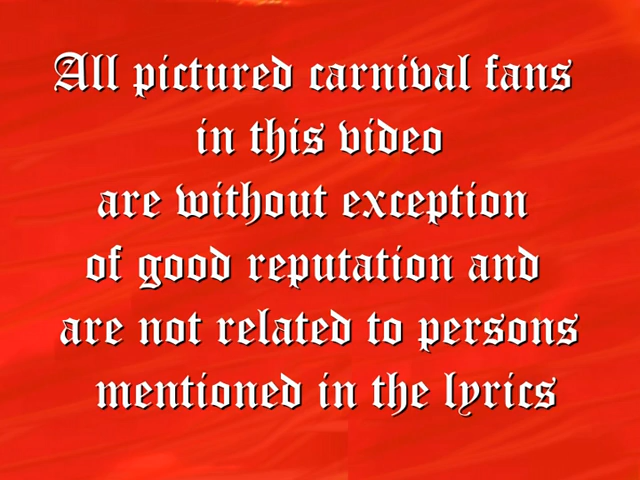 All pictured carnival fans
in this video
are without exception
of good reputation and
are not related to persons
mentioned in the lyrics